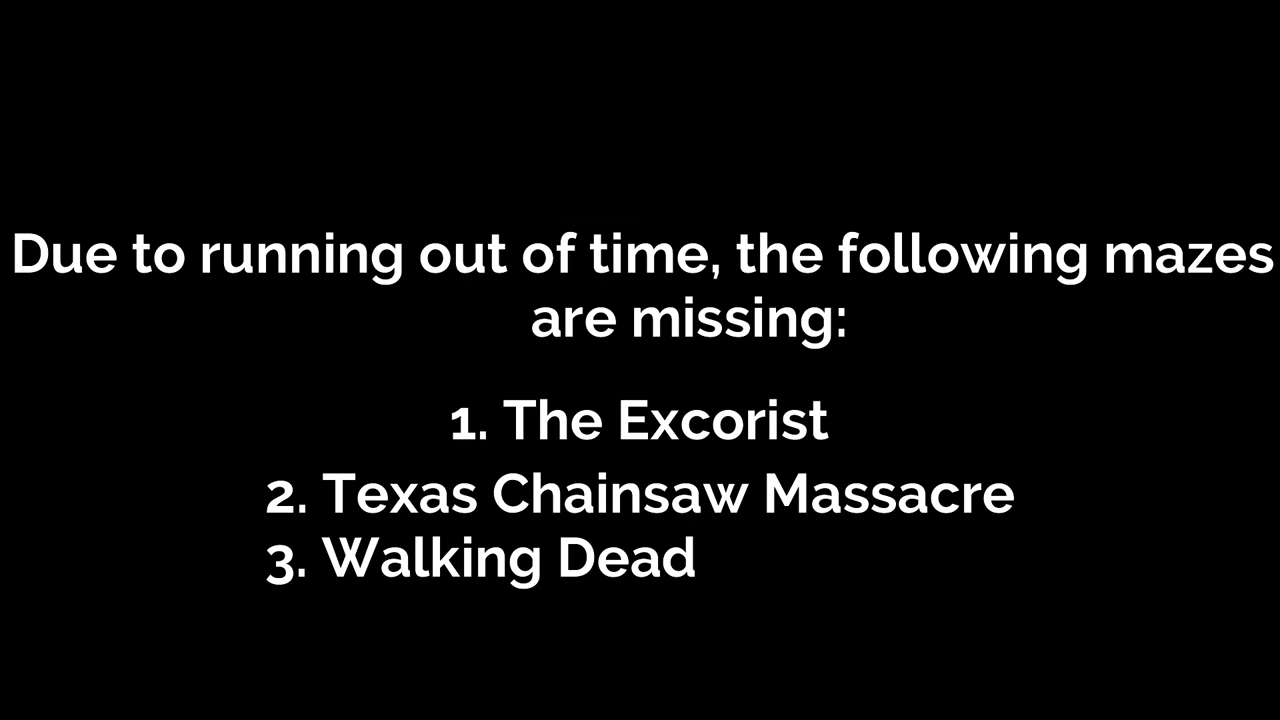 Due to running out of time, the following mazes
are missing:
1. The Excorist
2. Texas Chainsaw Massacre
3. Walking Dead